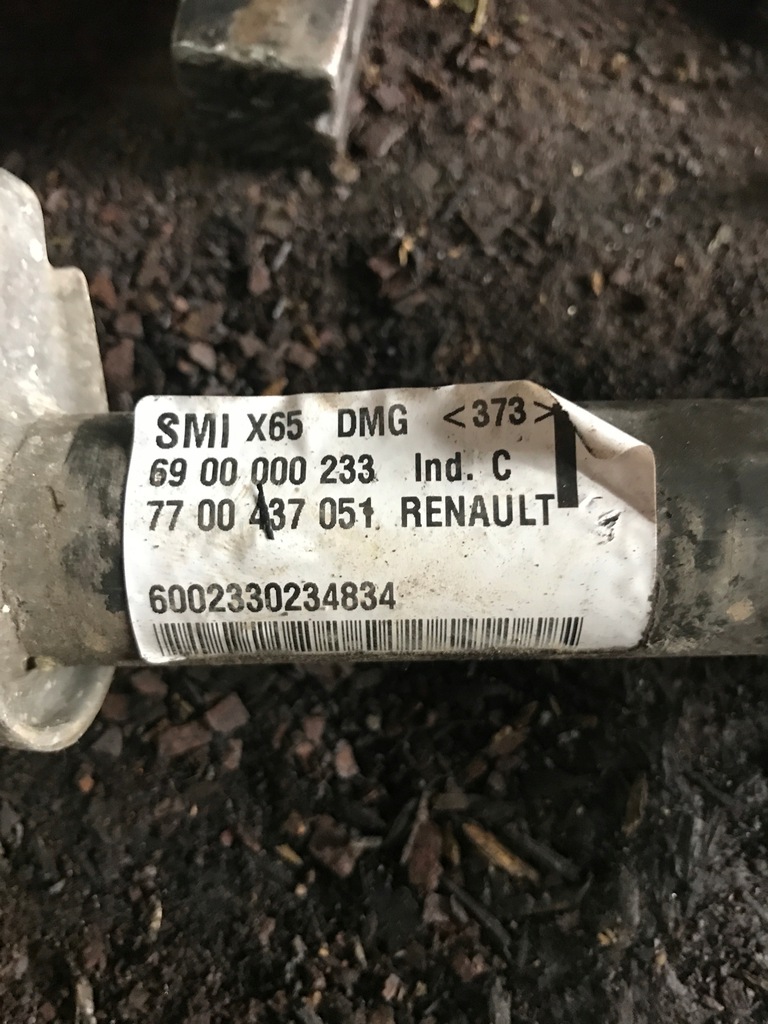 SMI X65 DMG <373>
69 00 000 233 Ind. C
77 00 437 051 RENAULT
6002330234834